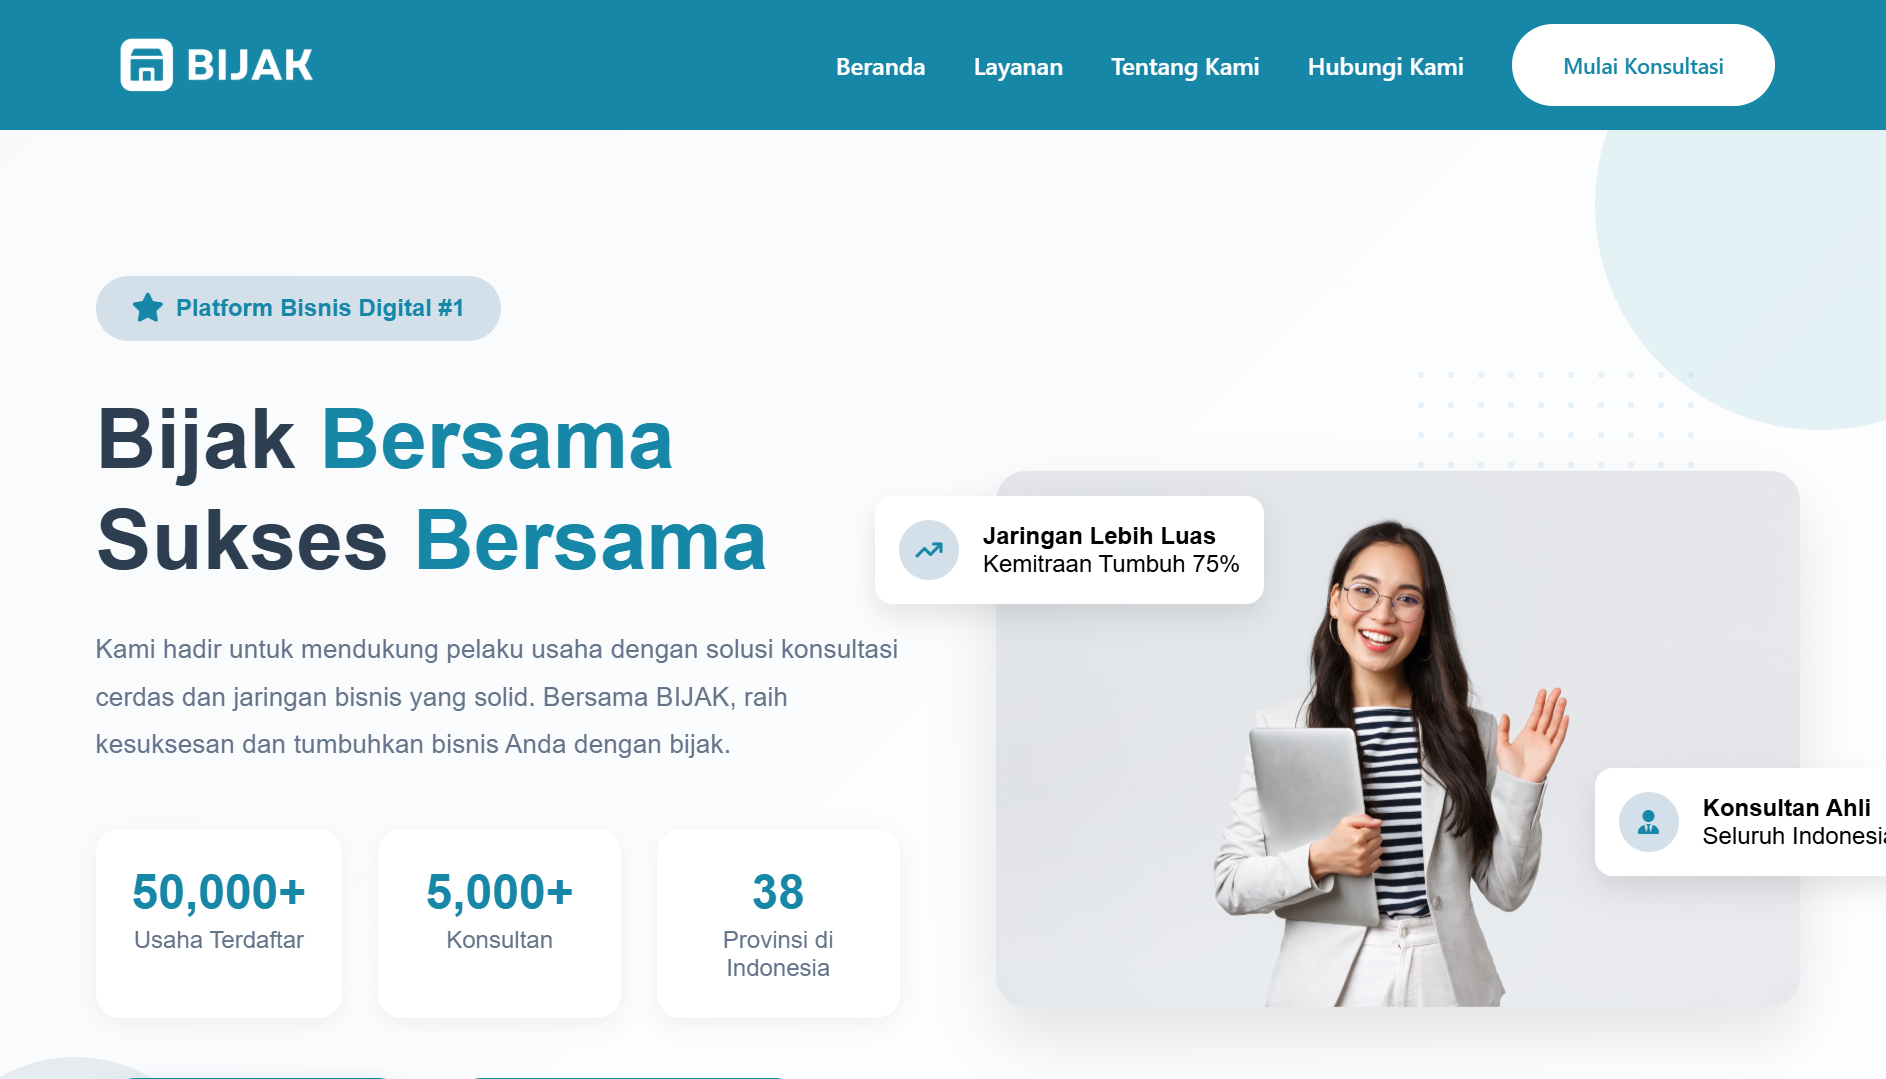 BIJAK
Beranda
Layanan
Tentang Kami
Hubungi Kami
Mulai Konsultasi
Platform Bisnis Digital #1
Bijak Bersama
Sukses Bersama
Kami hadir untuk mendukung pelaku usaha dengan solusi konsultasi
cerdas dan jaringan bisnis yang solid. Bersama BIJAK, raih
kesuksesan dan tumbuhkan bisnis Anda dengan bijak.
50,000+
Usaha Terdaftar
5,000+
Konsultan
38
Provinsi di
Indonesia
Jaringan Lebih Luas
Kemitraan Tumbuh 75%
Konsultan Ahli
Seluruh Indonesia